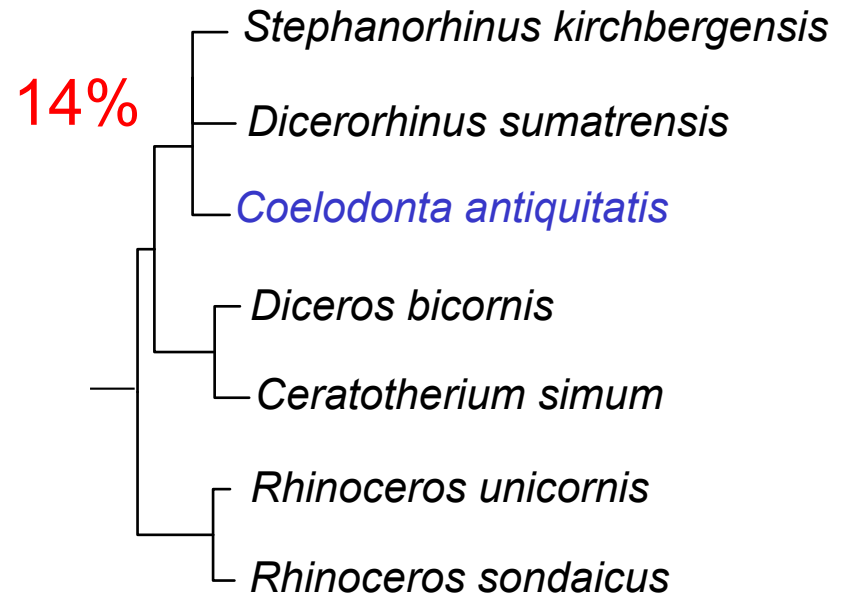 Stephanorhinus kirchbergensis
14%
Dicerorhinus sumatrensis
Coelodonta antiquitatis
Diceros bicornis
Ceratotherium simum
Rhinoceros unicornis
Rhinoceros sondaicus